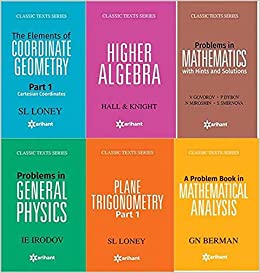 CLASSIC TEXTS SERIES
The Elements of
COORDINATE
GEOMETRY
Part 1
Cartesian Coordinates
SL LONEY
arihant
CLASSIC TEXTS SERIES
HIGHER
ALGEBRA
HALL & KNIGHT
arihant
CLASSIC TEXTS SERIES
Problems in
MATHEMATICS
with Hints and Solutions
V GOVOROV • P DYBOV
N MIROSHIN • S SMIRNOVA
arihant
CLASSIC TEXTS SERIES
Problems in
GENERAL
PHYSICS
IE IRODOV
arihant
CLASSIC TEXTS SERIES
PLANE
TRIGONOMETRY
Part 1
SL LONEY
arihant
CLASSIC TEXTS SERIES
A Problem Book in
MATHEMATICAL
ANALYSIS
GN BERMAN
arihant